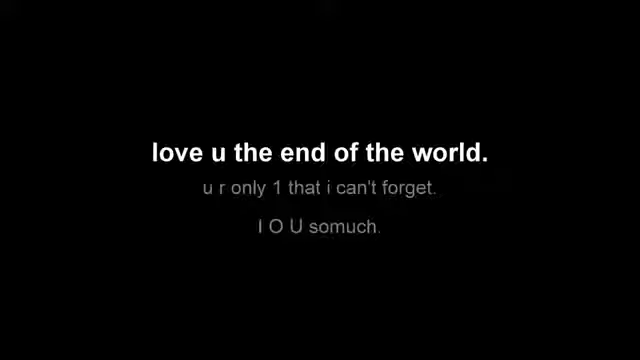 love u the end of the world.
u r only 1 that i can't forget.
I O U somuch.